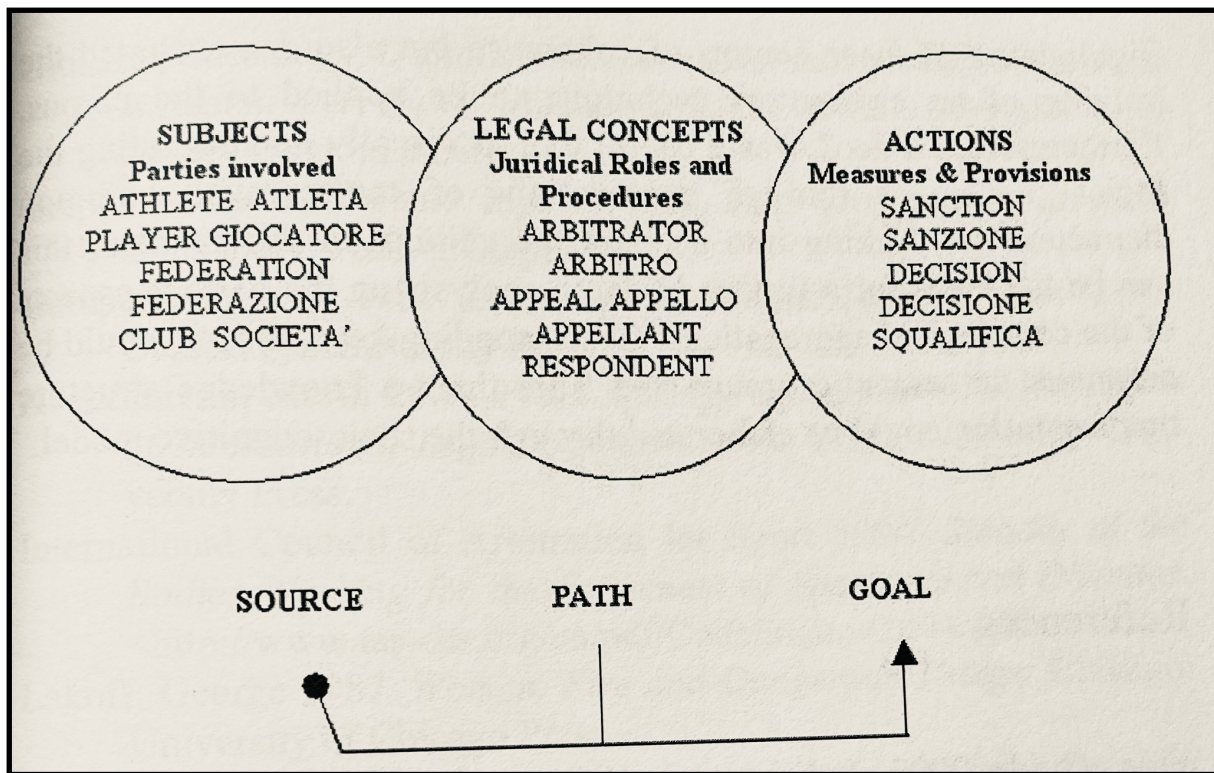 SUBJECTS
Parties involved
ATHLETE ATLETA
PLAYER GIOCATORE
FEDERATION
FEDERAZIONE
CLUB SOCIETA’
LEGAL CONCEPTS
Juridical Roles and
Procedures
ARBITRATOR
ARBITRO
APPEAL APPELLO
APPELLANT
RESPONDENT
ACTIONS
Measures & Provisions
SANCTION
SANZIONE
DECISION
DECISIONE
SQUALIFICA
SOURCE
PATH
GOAL